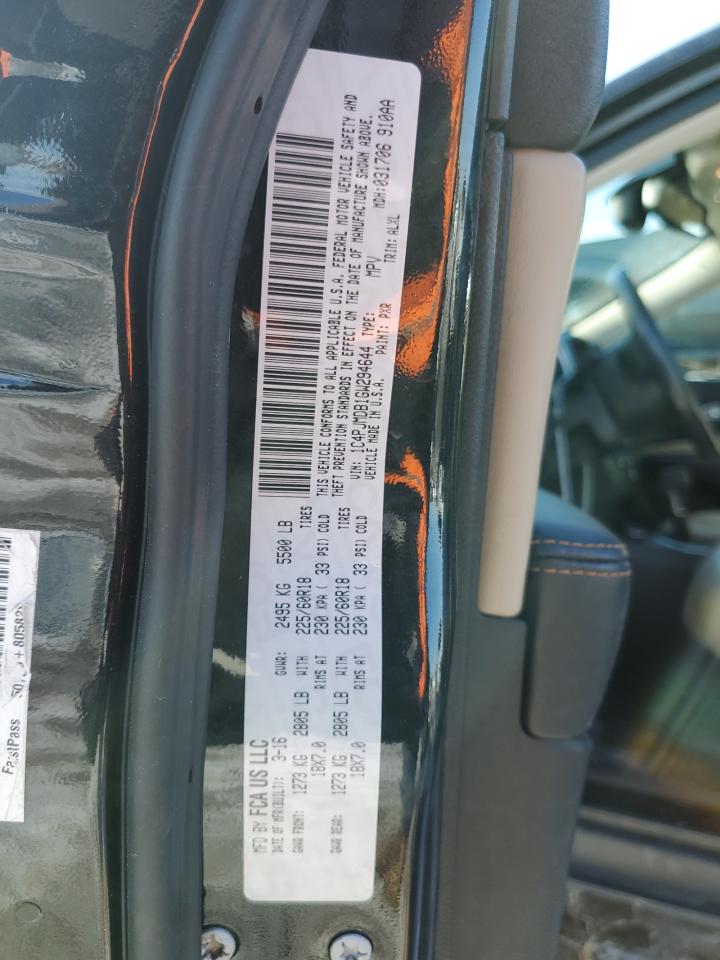 MFD BY FCA US LLC
DATE OF MFR(BUILT): 3-16 GVWR: 2495 KG 5500 LB
GAWR FRONT: 1273 KG 2805 LB WITH 225/60R18 TIRES
18X7.0 RIMS AT 230 KPA ( 33 PSI) COLD
GAWR REAR: 1273 KG 2805 LB WITH 225/60R18 TIRES
18X7.0 RIMS AT 230 KPA ( 33 PSI) COLD
THIS VEHICLE CONFORMS TO ALL APPLICABLE U.S.A. FEDERAL MOTOR VEHICLE SAFETY AND
THEFT PREVENTION STANDARDS IN EFFECT ON THE DATE OF MANUFACTURE SHOWN ABOVE.
VIN: 1C4PJMDB1GW294644 TYPE: MPV MDH:031706 910AA
VEHICLE MADE IN U.S.A. PAINT: PXR TRIM: ALXL
FastPass